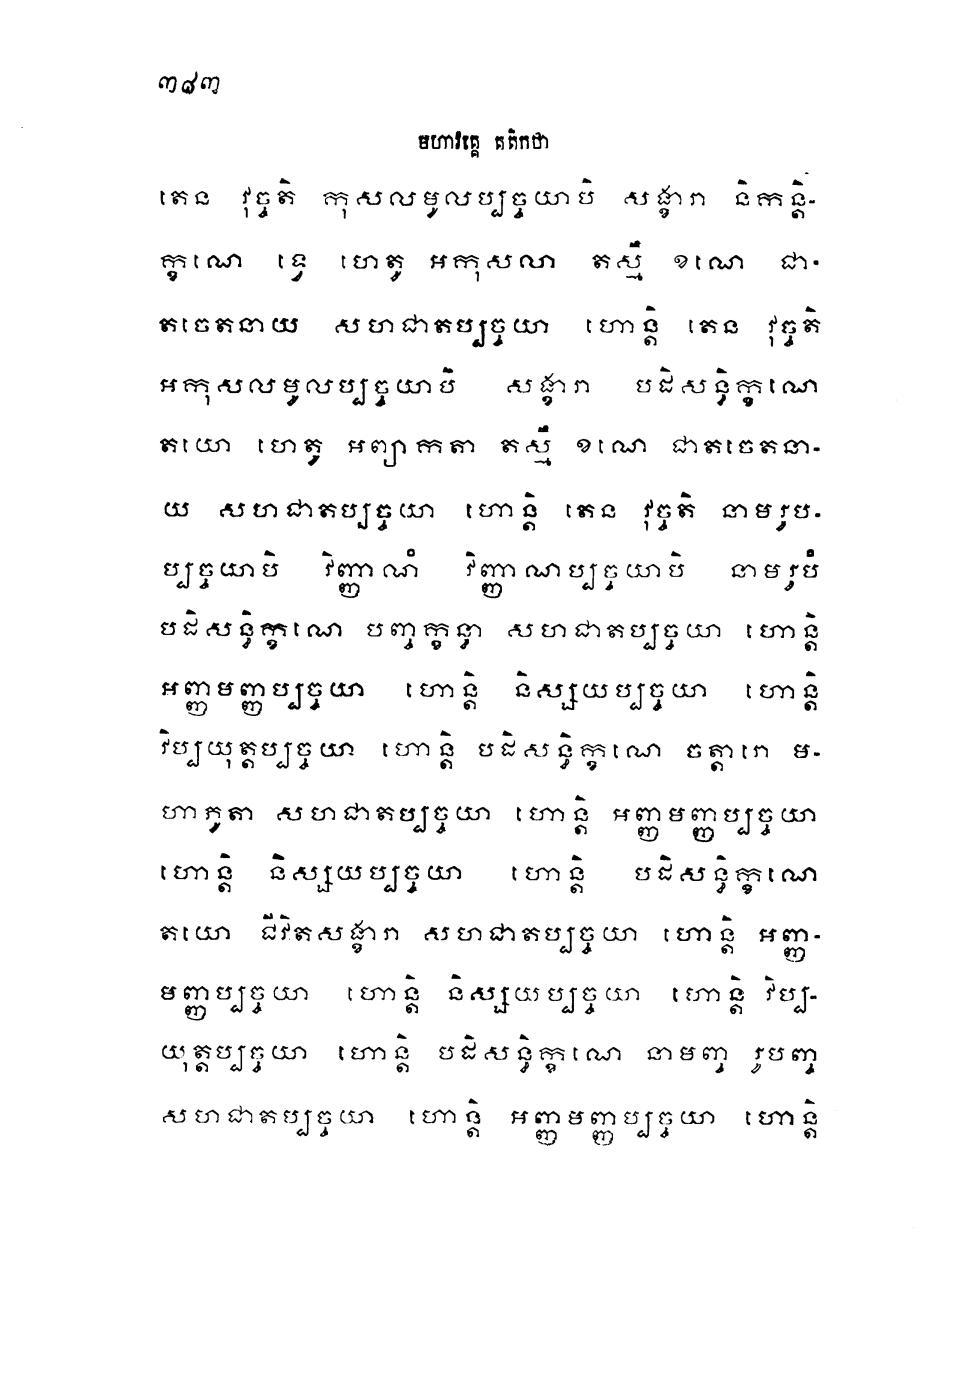 ៣៨៣
មហាវគ្គេ គតិកថា
តេន វុច្ចតិ កុសលមូលប្បច្ចយាបិ សង្ខារា និកន្តិ-
ក្ខណេ ទ្វេ ហេតូ អកុសលា តស្មឹ ខណេ ជា-
តចេតនាយ សហជាតប្បច្ចយា ហោន្តិ តេន វុច្ចតិ
អកុសលមូលប្បច្ចយាបិ សង្ខារា បដិសន្ធិក្ខណេ
តយោ ហេតូ អព្យាកតា តស្មឹ ខណេ ជាតចេតនា-
យ សហជាតប្បច្ចយា ហោន្តិ តេន វុច្ចតិ នាមរូប-
ប្បច្ចយាបិ វិញ្ញាណំ វិញ្ញាណប្បច្ចយាបិ នាមរូបំ
បដិសន្ធិក្ខណេ បញ្ចក្ខន្ធា សហជាតប្បច្ចយា ហោន្តិ
អញ្ញមញ្ញប្បច្ចយា ហោន្តិ និស្សយប្បច្ចយា ហោន្តិ
វិប្បយុត្តប្បច្ចយា ហោន្តិ បដិសន្ធិក្ខណេ ចត្តារោ ម-
ហាភូតា សហជាតប្បច្ចយា ហោន្តិ អញ្ញមញ្ញប្បច្ចយា
ហោន្តិ និស្សយប្បច្ចយា ហោន្តិ បដិសន្ធិក្ខណេ
តយោ ជីវិតសង្ខារា សហជាតប្បច្ចយា ហោន្តិ អញ្ញ-
មញ្ញប្បច្ចយា ហោន្តិ និស្សយប្បច្ចយា ហោន្តិ វិប្ប-
យុត្តប្បច្ចយា ហោន្តិ បដិសន្ធិក្ខណេ នាមញ្ច រូបញ្ច
សហជាតប្បច្ចយា ហោន្តិ អញ្ញមញ្ញប្បច្ចយា ហោន្តិ